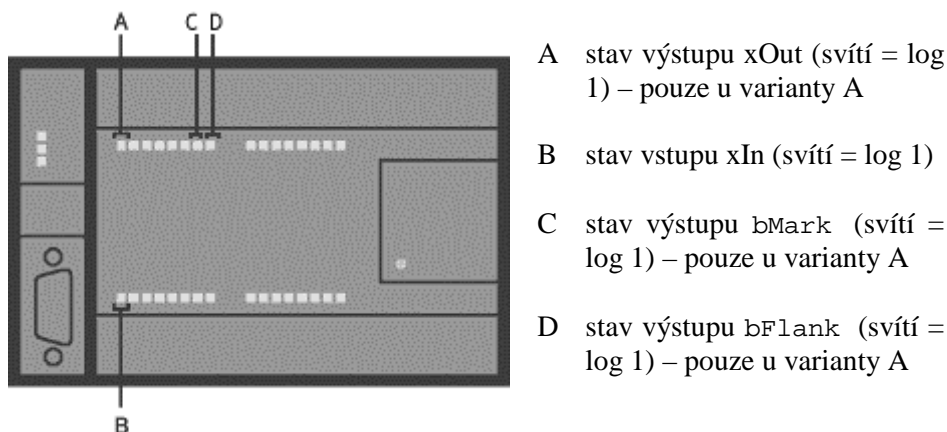 A C D
A stav výstupu xOut (svítí = log
1) – pouze u varianty A
B stav vstupu xIn (svítí = log 1)
C stav výstupu bMark (svítí =
log 1) – pouze u varianty A
D stav výstupu bFlank (svítí =
log 1) – pouze u varianty A
B